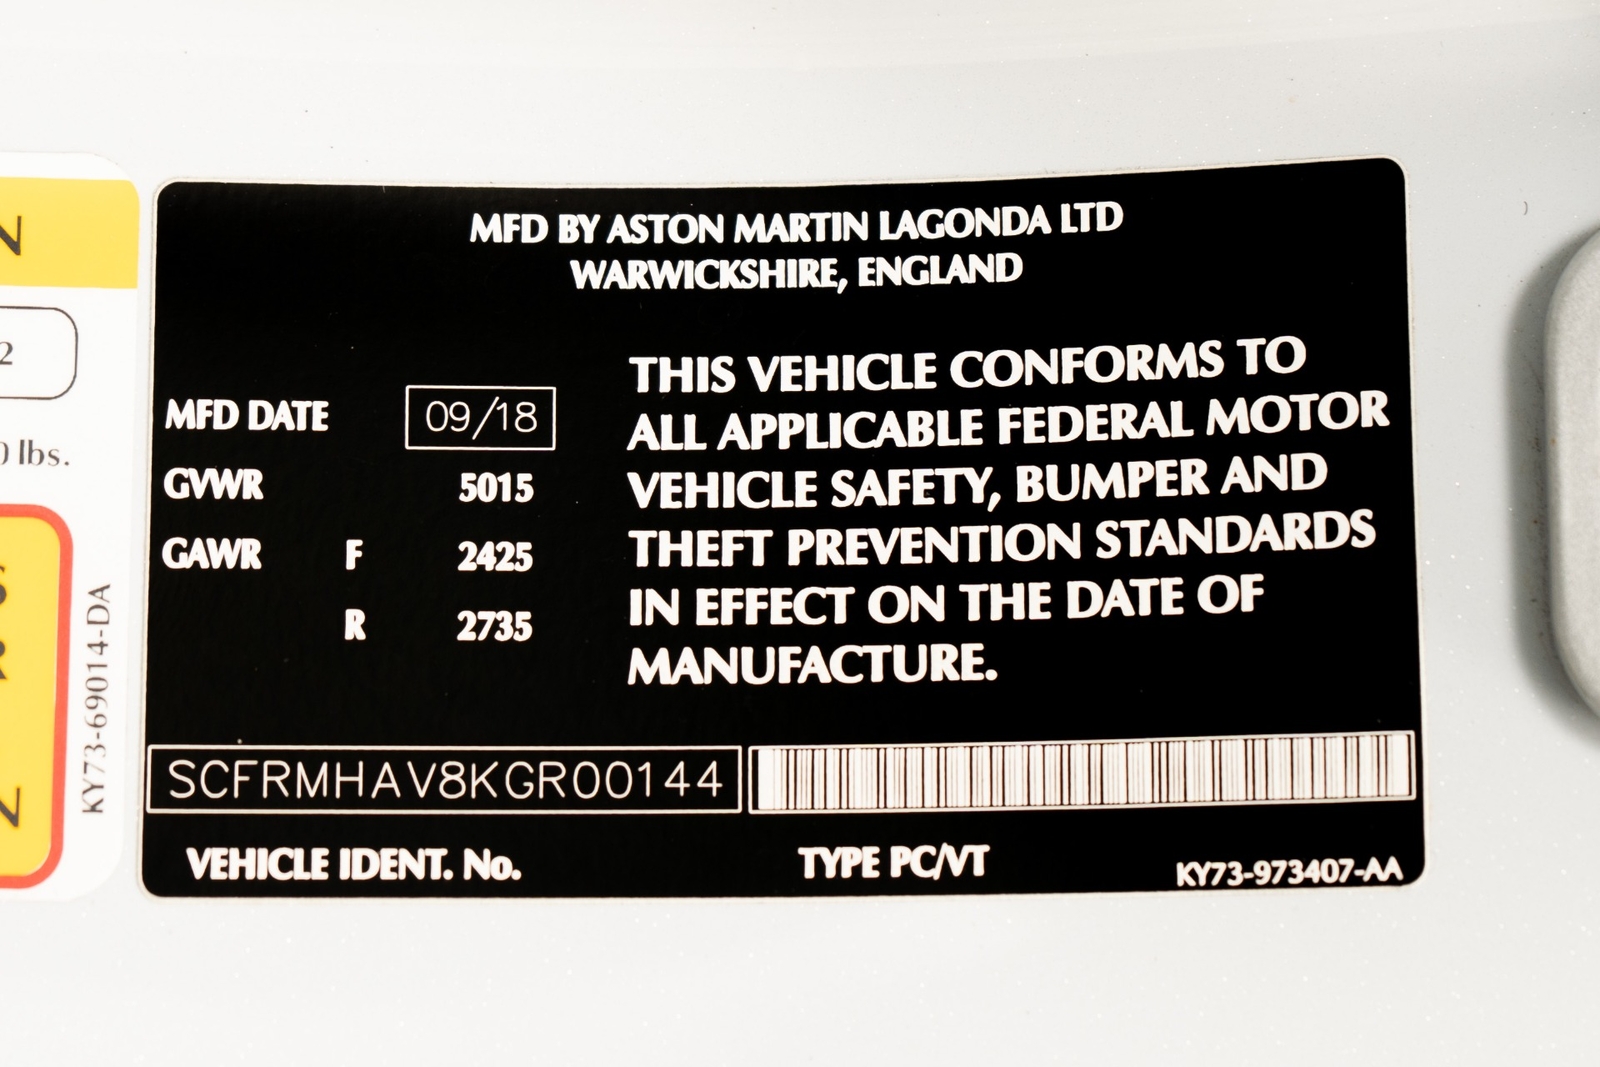 MFD BY ASTON MARTIN LAGONDA LTD
WARWICKSHIRE, ENGLAND
MFD DATE 09/18
GVWR 5015
GAWR F 2425
R 2735
THIS VEHICLE CONFORMS TO
ALL APPLICABLE FEDERAL MOTOR
VEHICLE SAFETY, BUMPER AND
THEFT PREVENTION STANDARDS
IN EFFECT ON THE DATE OF
MANUFACTURE.
SCFRMHAV8KGR00144
VEHICLE IDENT. No.
TYPE PC/VT
KY73-973407-AA
N
2
lbs.
S
R
N
KY73-69014-DA